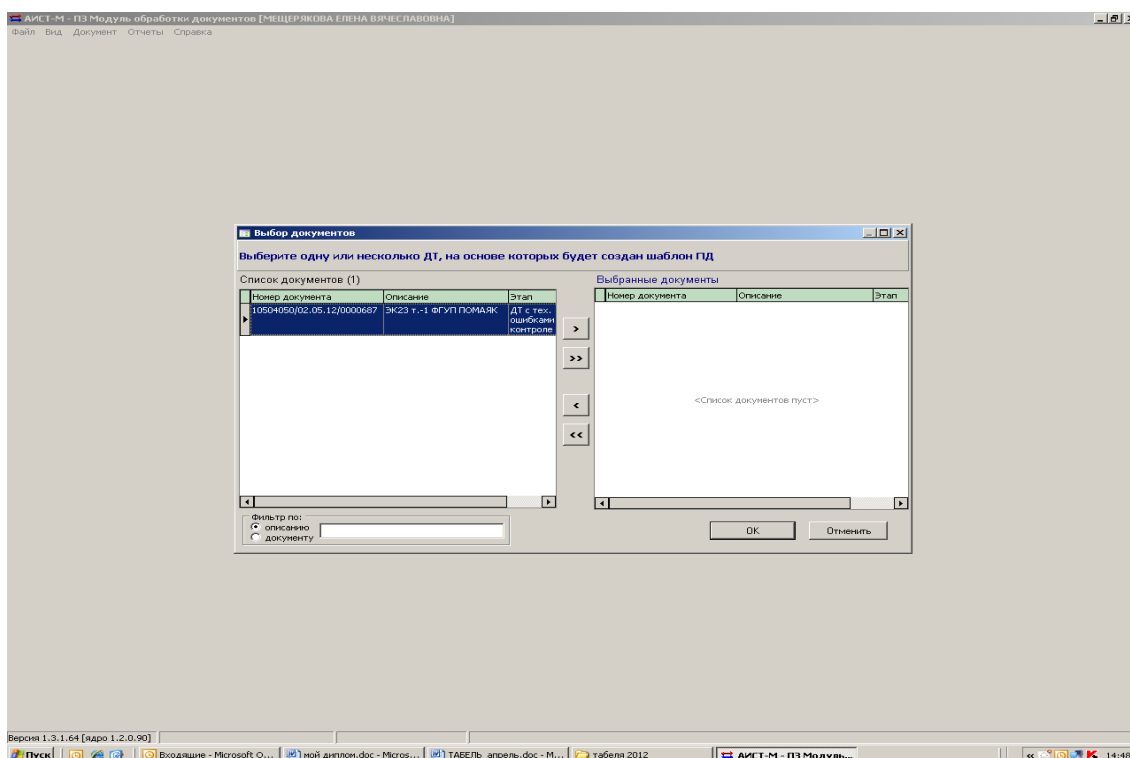 АИСТ-М - ПЗ Модуль обработки документов [МЕЩЕРЯКОВА ЕЛЕНА ВЯЧЕСЛАВОВНА]
Файл Вид Документ Отчеты Справка
Выбор документов
Выберите одну или несколько ДТ, на основе которых будет создан шаблон ПД
Список документов (1)
Выбранные документы
Номер документа Описание Этап
Номер документа Описание Этап
10504050/02.05.12/0000687 ЭК23 т.-1 ФГУП ПОМАЯК ДТ с тех.
ошибками
контроле
>
>>
<
<<
<Список документов пуст>
Фильтр по:
описанию
документу
OK Отменить
Версия 1.3.1.64 [ядро 1.2.0.90]
Пуск Входящие - Microsoft O... мой диплом.doc - Micros... ТАБЕЛЬ апрель.doc - M... табеля 2012 АИСТ-М - ПЗ Модуль... « 14:48